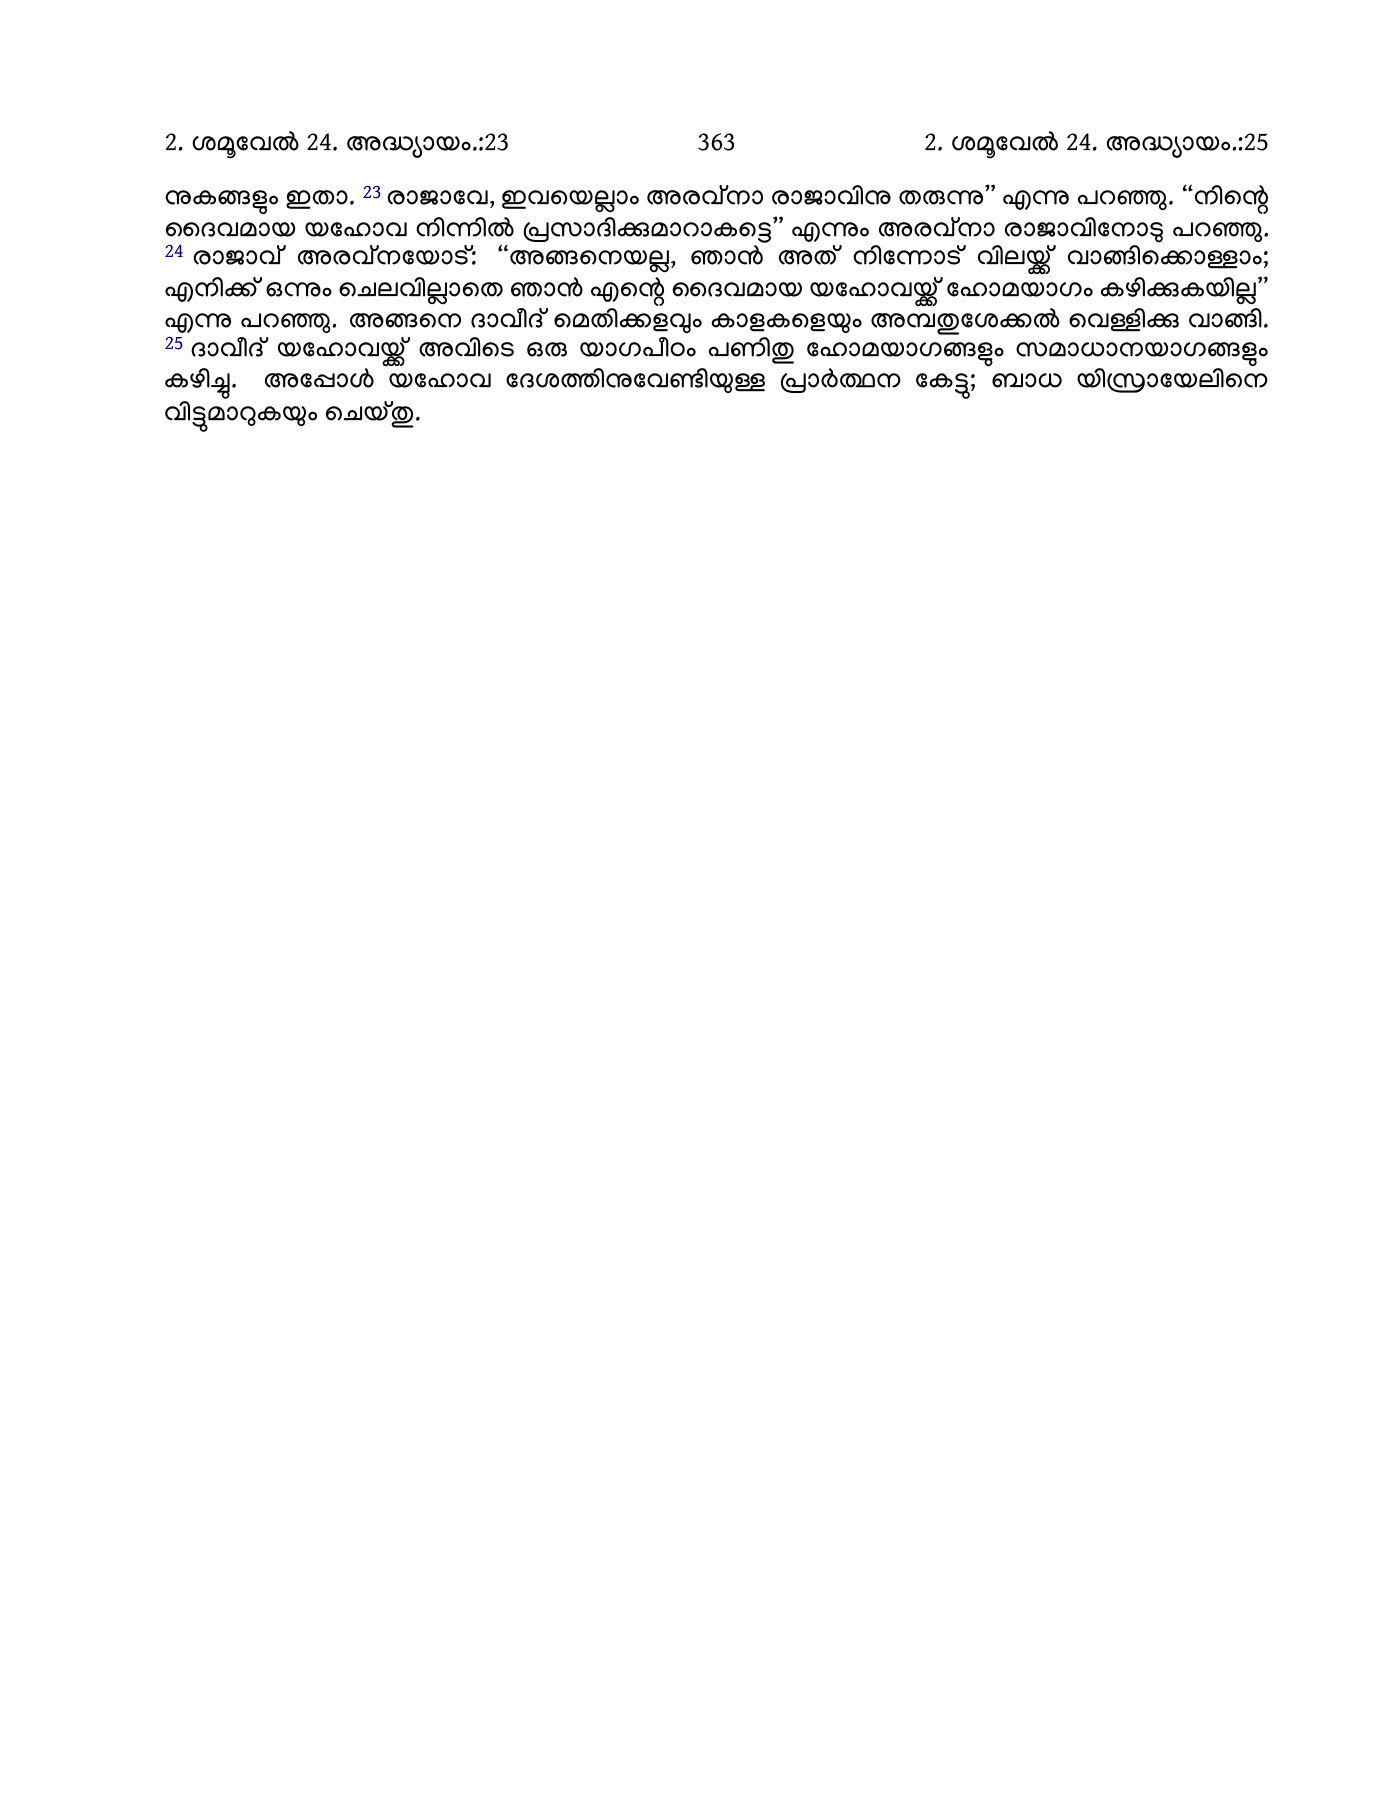 2. ശമൂവേൽ 24. അദ്ധ്യായം.:23 363 2. ശമൂവേൽ 24. അദ്ധ്യായം.:25
നുകങ്ങളും ഇതാ. 23 രാജാവേ, ഇവയെല്ലാം അരവ്നാ രാജാവിനു തരുന്നു” എന്നു പറഞ്ഞു. “നിന്റെ
ദൈവമായ യഹോവ നിന്നിൽ പ്രസാദിക്കുമാറാകട്ടെ” എന്നും അരവ്നാ രാജാവിനോടു പറഞ്ഞു.
24 രാജാവ് അരവ്നയോട്: “അങ്ങനെയല്ല, ഞാൻ അത് നിന്നോട് വിലയ്ക്ക് വാങ്ങിക്കൊള്ളാം;
എനിക്ക് ഒന്നും ചെലവില്ലാതെ ഞാൻ എന്റെ ദൈവമായ യഹോവയ്ക്ക് ഹോമയാഗം കഴിക്കുകയില്ല”
എന്നു പറഞ്ഞു. അങ്ങനെ ദാവീദ് മെതിക്കളവും കാളകളെയും അമ്പതുശേക്കൽ വെള്ളിക്കു വാങ്ങി.
25 ദാവീദ് യഹോവയ്ക്ക് അവിടെ ഒരു യാഗപീഠം പണിതു ഹോമയാഗങ്ങളും സമാധാനയാഗങ്ങളും
കഴിച്ചു. അപ്പോൾ യഹോവ ദേശത്തിനുവേണ്ടിയുള്ള പ്രാർത്ഥന കേട്ടു; ബാധ യിസ്രായേലിനെ
വിട്ടുമാറുകയും ചെയ്തു.